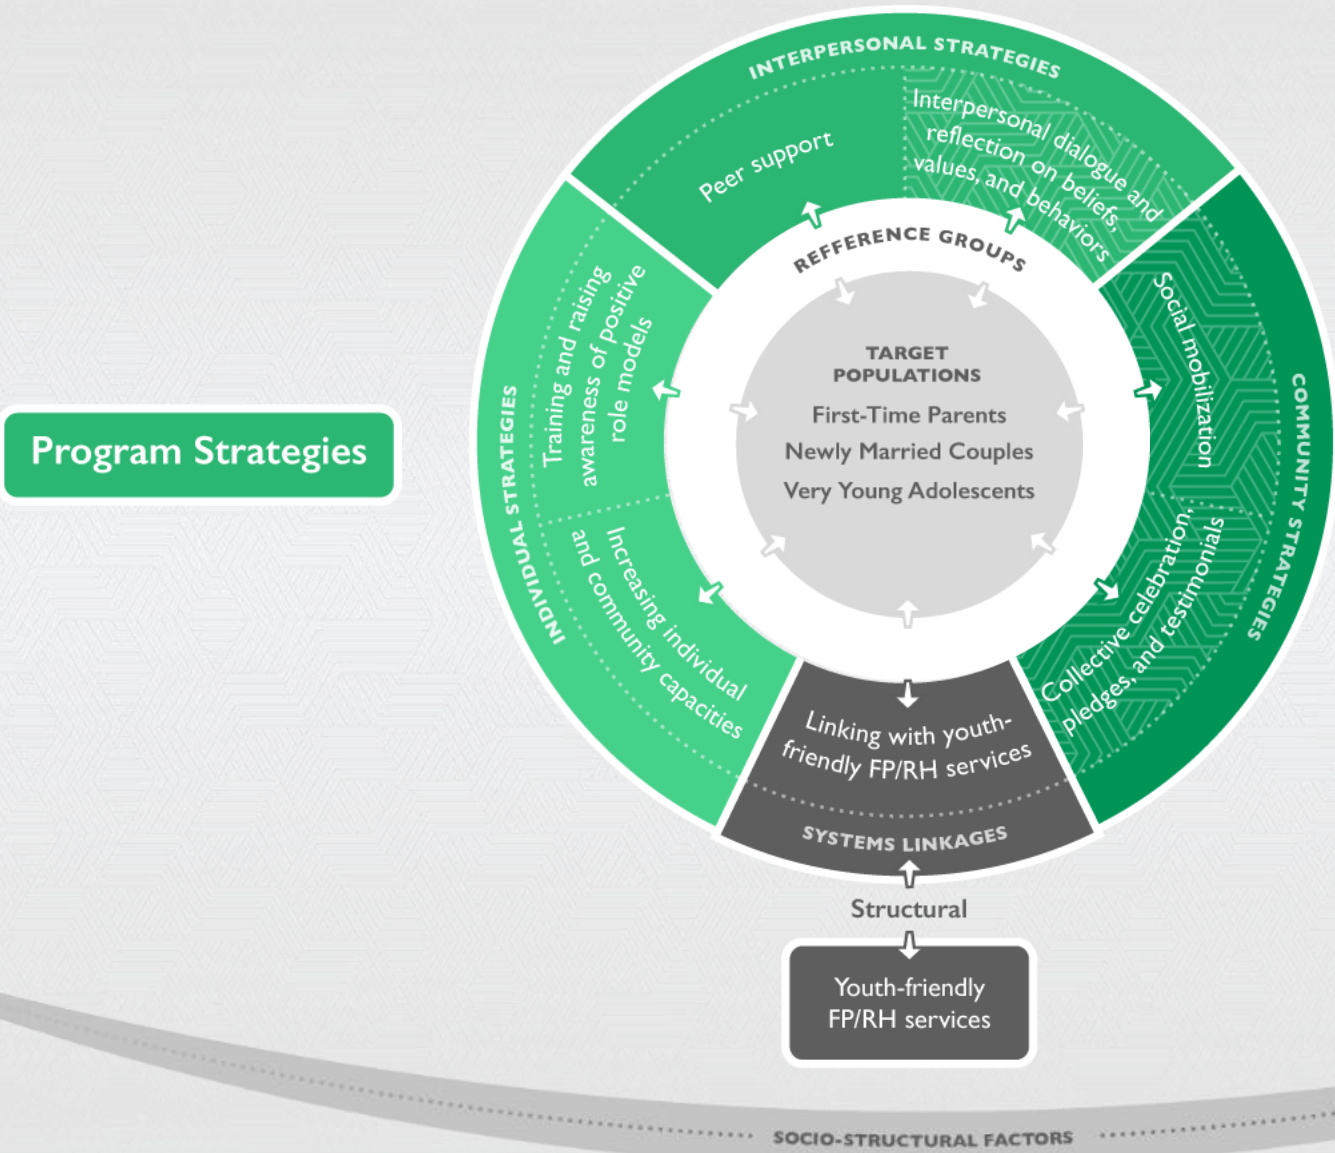 INTERPERSONAL STRATEGIES
Peer support
Interpersonal dialogue and
reflection on beliefs,
values, and behaviors
REFFERENCE GROUPS
TARGET
POPULATIONS
First-Time Parents
Newly Married Couples
Very Young Adolescents
Program Strategies
INDIVIDUAL STRATEGIES
Training and raising
awareness of positive
role models
Increasing individual
and community capacities
COMMUNITY STRATEGIES
Social mobilization
Collective celebration,
pledges, and testimonials
Linking with youth-
friendly FP/RH services
SYSTEMS LINKAGES
Structural
Youth-friendly
FP/RH services
SOCIO-STRUCTURAL FACTORS